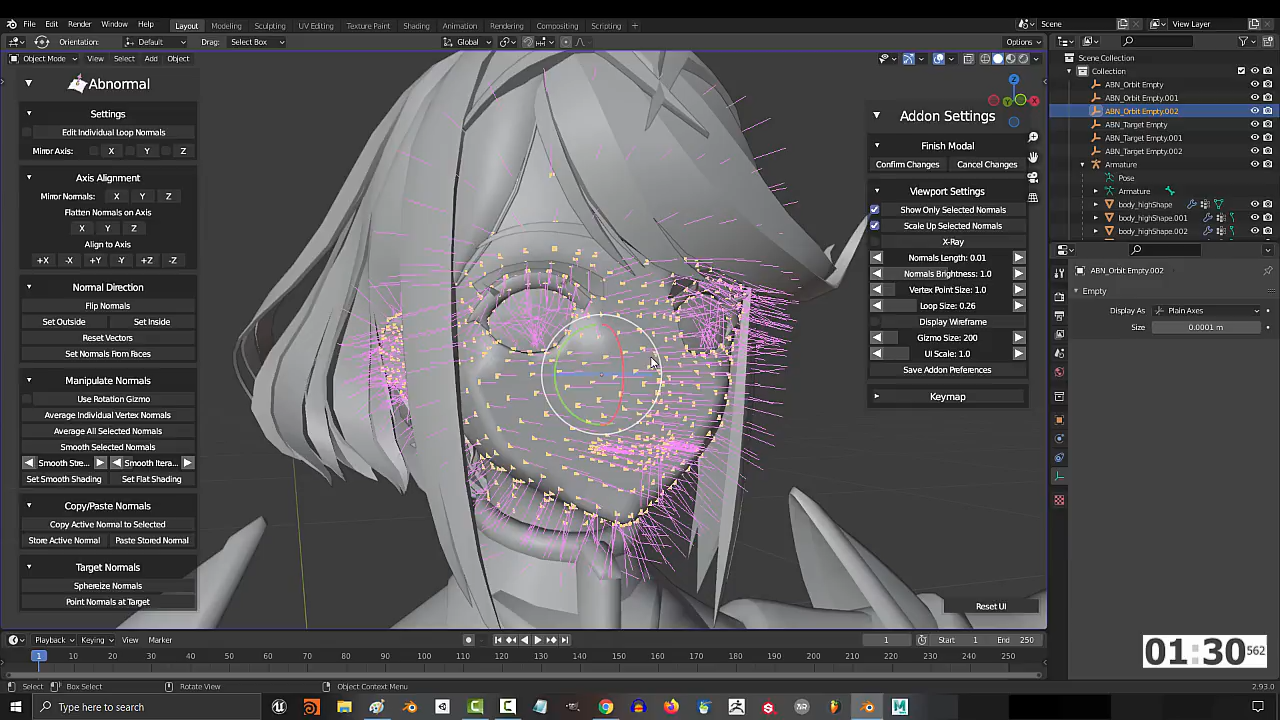 File Edit Render Window Help Layout Modeling Sculpting UV Editing Texture Paint Shading Animation Rendering Compositing Scripting + Scene View Layer
Orientation: Default Drag: Select Box Global Options
Object Mode View Select Add Object
Abnormal
Settings
Edit Individual Loop Normals
Mirror Axis: X Y Z
Axis Alignment
Mirror Normals: X Y Z
Flatten Normals on Axis
X Y Z
Align to Axis
+X -X +Y -Y +Z -Z
Normal Direction
Flip Normals
Set Outside Set Inside
Reset Vectors
Set Normals From Faces
Manipulate Normals
Use Rotation Gizmo
Average Individual Vertex Normals
Average All Selected Normals
Smooth Selected Normals
Smooth Stre... Smooth Itera...
Set Smooth Shading Set Flat Shading
Copy/Paste Normals
Copy Active Normal to Selected
Store Active Normal Paste Stored Normal
Target Normals
Sphereize Normals
Point Normals at Target
Z
X
Y
Addon Settings
Finish Modal
Confirm Changes Cancel Changes
Viewport Settings
Show Only Selected Normals
Scale Up Selected Normals
X-Ray
Normals Length: 0.01
Normals Brightness: 1.0
Vertex Point Size: 1.0
Loop Size: 0.26
Display Wireframe
Gizmo Size: 200
UI Scale: 1.0
Save Addon Preferences
Keymap
Reset UI
Scene Collection
Collection
ABN_Orbit Empty
ABN_Orbit Empty.001
ABN_Orbit Empty.002
ABN_Target Empty
ABN_Target Empty.001
ABN_Target Empty.002
Armature
Pose
Armature
body_highShape
body_highShape.001
body_highShape.002
ABN_Orbit Empty.002
Empty
Display As Plain Axes
Size 0.0001 m
Playback Keying View Marker 1 Start 1 End 250
1 10 20 30 40 50 60 70 80 90 100 110 120 130 140 150 160 170 180 190 200 210 220 230 240 250
01:30 562
Select Box Select Rotate View Object Context Menu 2.93.0
Type here to search